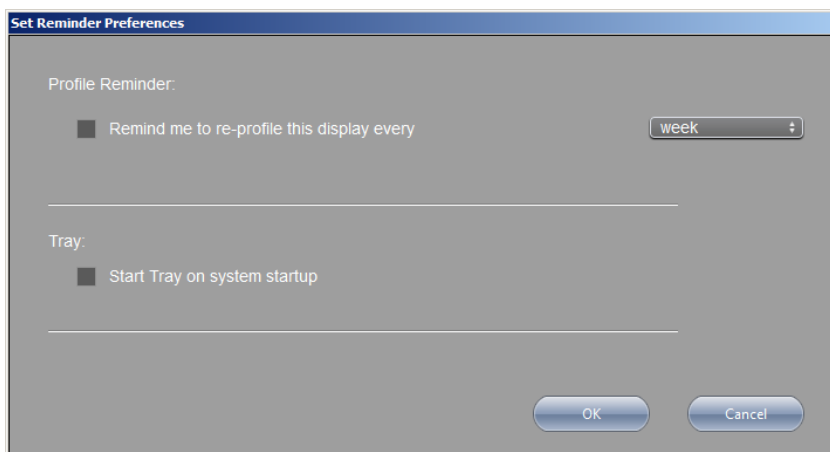 Set Reminder Preferences
Profile Reminder:
Remind me to re-profile this display every week
Tray:
Start Tray on system startup
OK Cancel